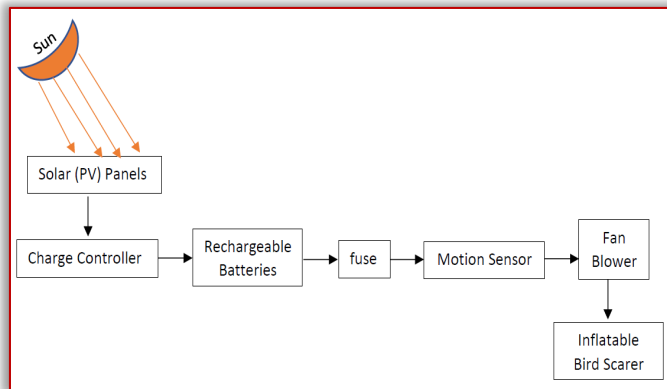 Sun
Solar (PV) Panels
Charge Controller
Rechargeable
Batteries
fuse
Motion Sensor
Fan
Blower
Inflatable
Bird Scarer